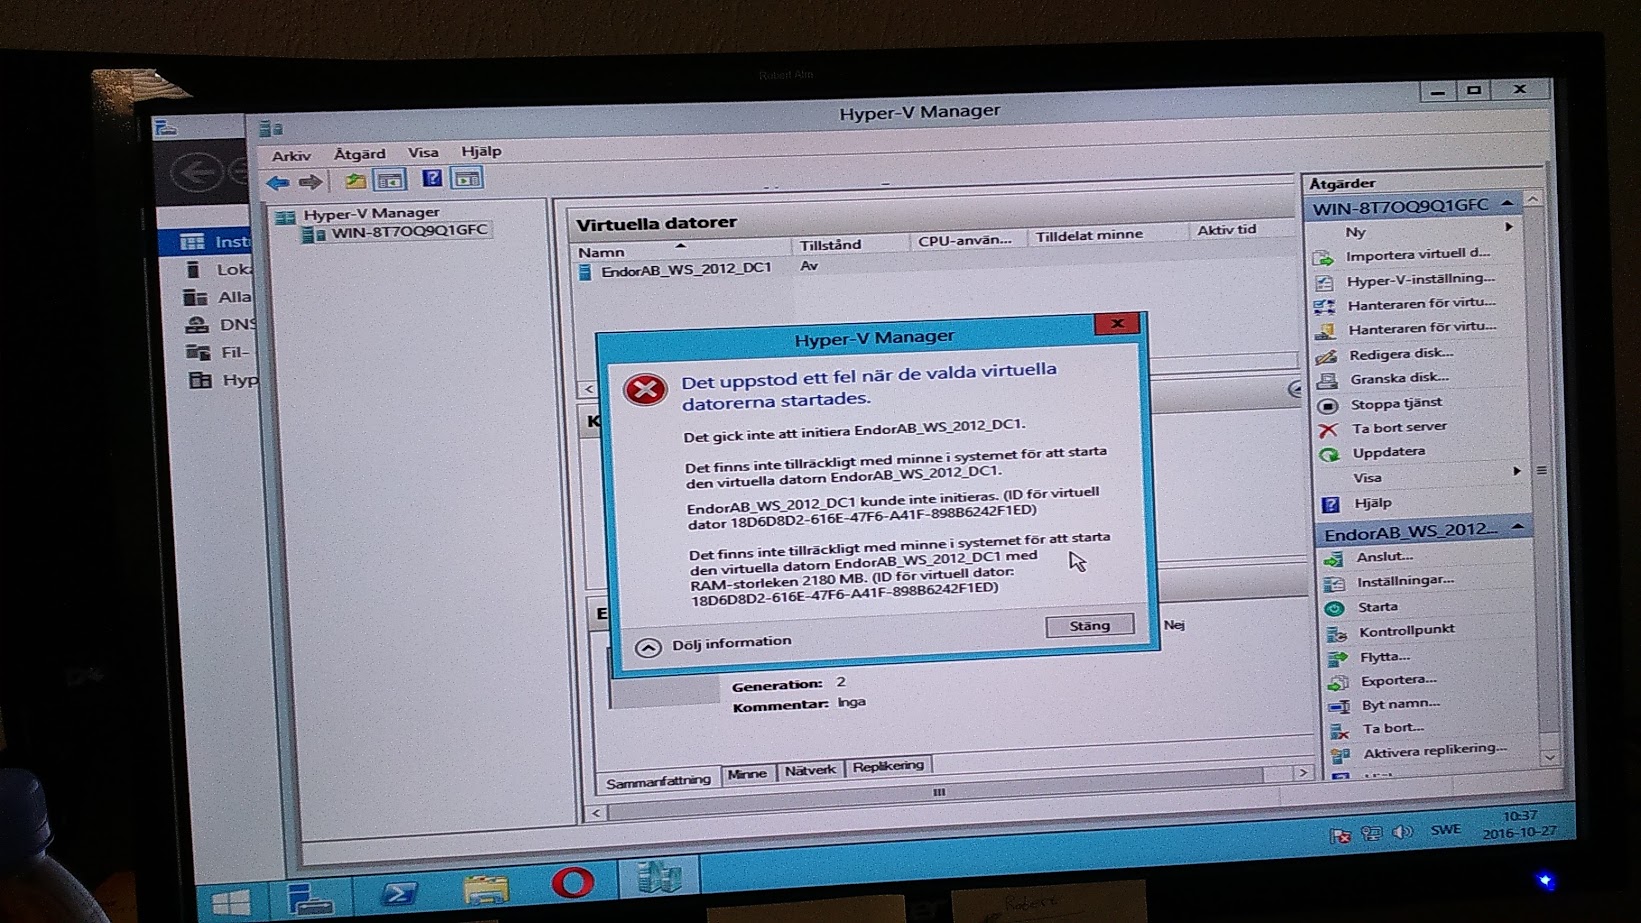 Robert Alm
Hyper-V Manager
Arkiv Åtgärd Visa Hjälp
Hyper-V Manager
WIN-8T7OQ9Q1GFC
Inst
Loka
Alla
DNS
Fil-
Hyp
Virtuella datorer
Namn Tillstånd CPU-använ... Tilldelat minne Aktiv tid
EndorAB_WS_2012_DC1 Av
K
E
Hyper-V Manager
Det uppstod ett fel när de valda virtuella
datorerna startades.
Det gick inte att initiera EndorAB_WS_2012_DC1.
Det finns inte tillräckligt med minne i systemet för att starta
den virtuella datorn EndorAB_WS_2012_DC1.
EndorAB_WS_2012_DC1 kunde inte initieras. (ID för virtuell
dator 18D6D8D2-616E-47F6-A41F-898B6242F1ED)
Det finns inte tillräckligt med minne i systemet för att starta
den virtuella datorn EndorAB_WS_2012_DC1 med
RAM-storleken 2180 MB. (ID för virtuell dator:
18D6D8D2-616E-47F6-A41F-898B6242F1ED)
Dölj information
Stäng
Nej
Generation: 2
Kommentar: Inga
Sammanfattning Minne Nätverk Replikering
Åtgärder
WIN-8T7OQ9Q1GFC
Ny
Importera virtuell d...
Hyper-V-inställning...
Hanteraren för virtu...
Hanteraren för virtu...
Redigera disk...
Granska disk...
Stoppa tjänst
Ta bort server
Uppdatera
Visa
Hjälp
EndorAB_WS_2012...
Anslut...
Inställningar...
Starta
Kontrollpunkt
Flytta...
Exportera...
Byt namn...
Ta bort...
Aktivera replikering...
SWE
10:37
2016-10-27
Robert